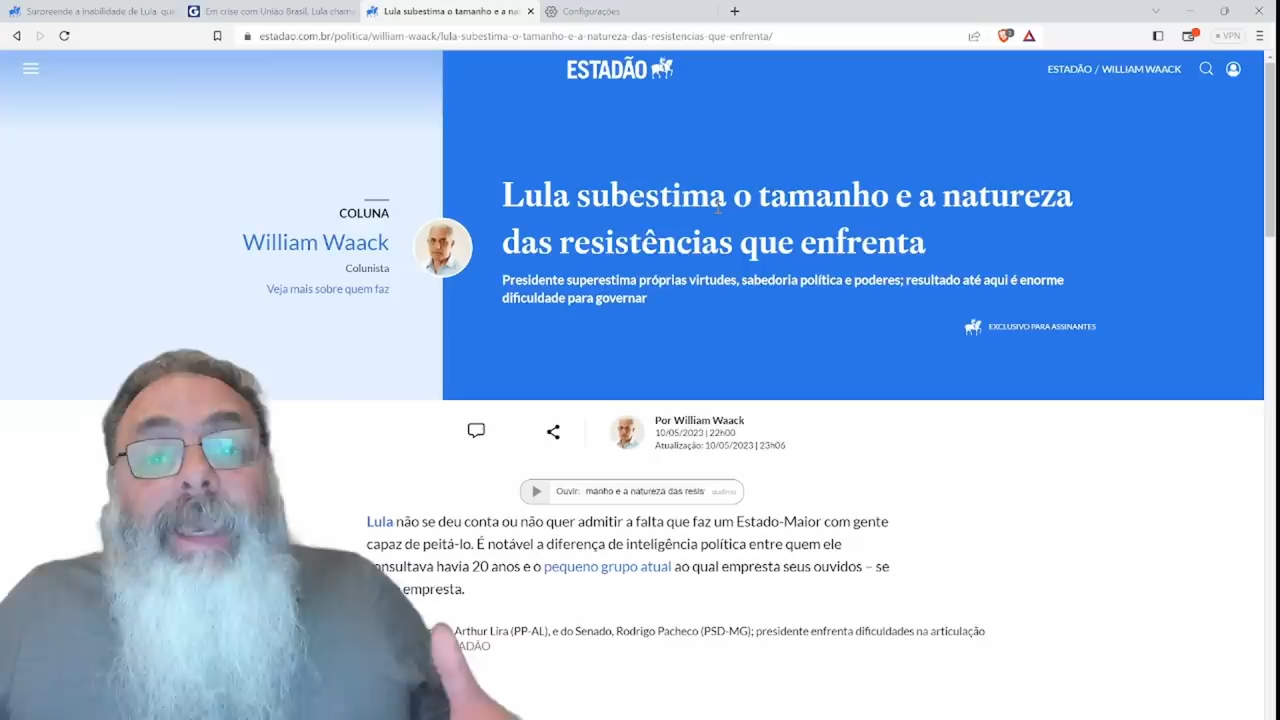 Surpreende a inabilidade de Lula, que
Em crise com União Brasil, Lula chama
Lula subestima o tamanho e a na
Configurações
estadao.com.br/politica/william-waack/lula-subestima-o-tamanho-e-a-natureza-das-resistencias-que-enfrenta/
VPN
ESTADÃO
ESTADÃO / WILLIAM WAACK
COLUNA
William Waack
Colunista
Veja mais sobre quem faz
Lula subestima o tamanho e a natureza
das resistências que enfrenta
Presidente superestima próprias virtudes, sabedoria política e poderes; resultado até aqui é enorme
dificuldade para governar
EXCLUSIVO PARA ASSINANTES
Por William Waack
10/05/2023 | 22h00
Atualização: 10/05/2023 | 23h06
Ouvir: manho e a natureza das resis
audima
Lula não se deu conta ou não quer admitir a falta que faz um Estado-Maior com gente
capaz de peitá-lo. É notável a diferença de inteligência política entre quem ele
consultava havia 20 anos e o pequeno grupo atual ao qual empresta seus ouvidos – se
empresta.
Arthur Lira (PP-AL), e do Senado, Rodrigo Pacheco (PSD-MG); presidente enfrenta dificuldades na articulação
ADÃO